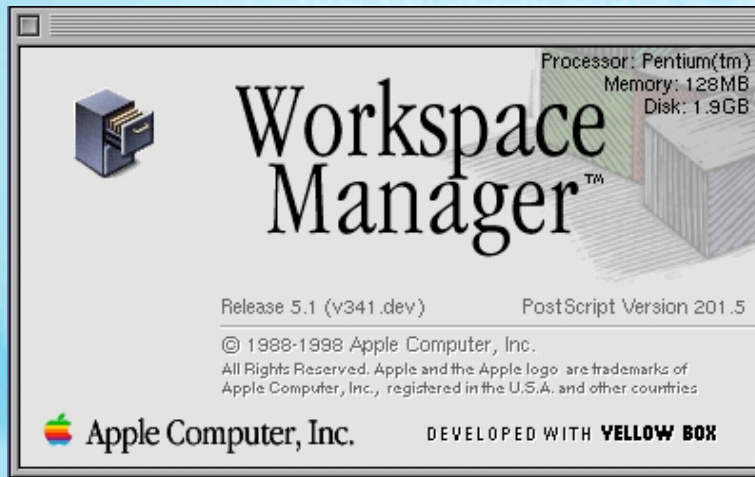 Processor: Pentium(tm)
Memory: 128MB
Disk: 1.9GB
Workspace
Manager™
Release 5.1 (v341.dev) PostScript Version 201.5
© 1988-1998 Apple Computer, Inc.
All Rights Reserved. Apple and the Apple logo are trademarks of
Apple Computer, Inc., registered in the U.S.A. and other countries
Apple Computer, Inc. DEVELOPED WITH YELLOW BOX